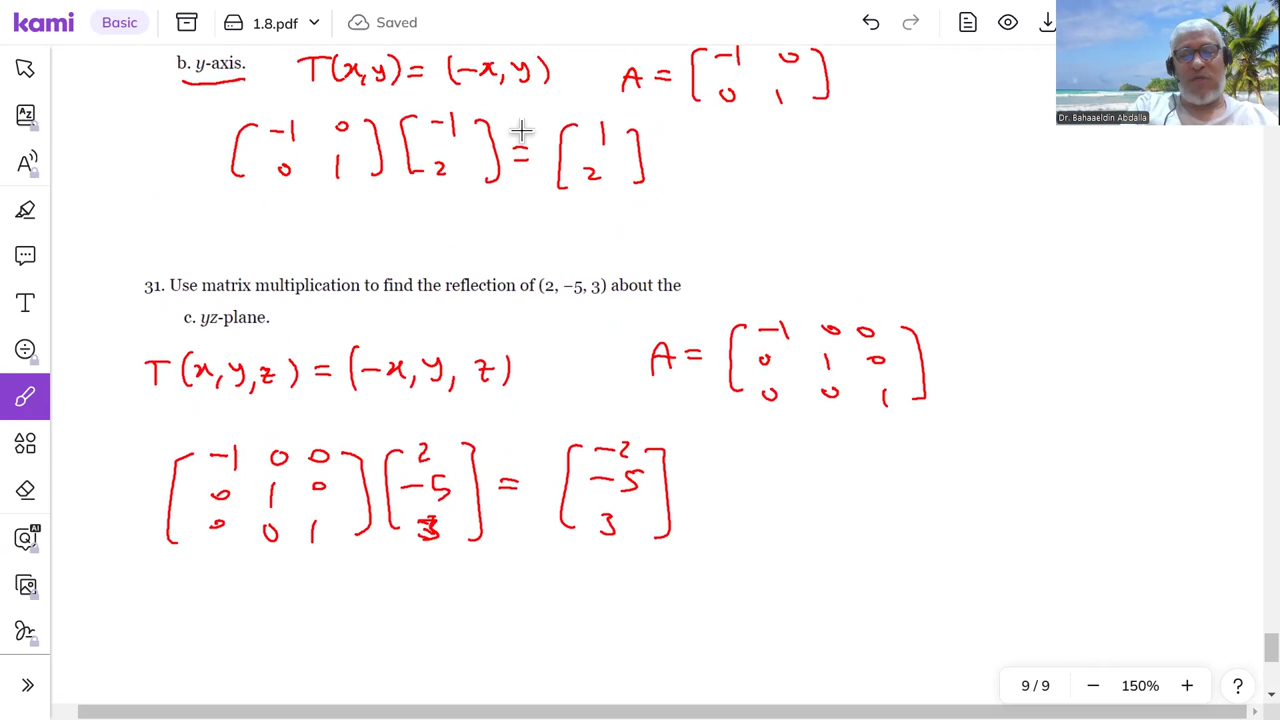 kami Basic 1.8.pdf Saved
Dr. Bahaaeldin Abdalla
b. y-axis. T(x,y) = (-x, y) A = [ -1 0
0 1 ]
[ -1 0 ] [ -1 ] = [ 1 ]
[ 0 1 ] [ 2 ] [ 2 ]
31. Use matrix multiplication to find the reflection of (2, −5, 3) about the
c. yz-plane.
T(x,y,z) = (-x, y, z) A = [ -1 0 0
0 1 0
0 0 1 ]
[ -1 0 0 ] [ 2 ] = [ -2 ]
[ 0 1 0 ] [ -5 ] [ -5 ]
[ 0 0 1 ] [ 3 ] [ 3 ]
9 / 9 − 150% + ?